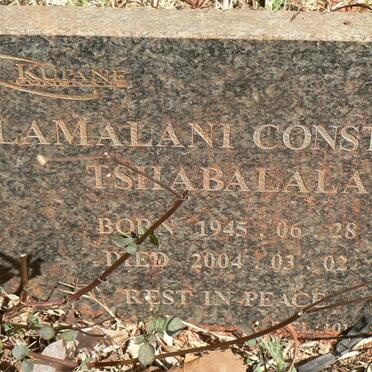 KUPANE
LAMALANI CONST
TSHABALALA
BORN 1945 . 06 . 28
DIED 2004 . 03 . 02
REST IN PEACE